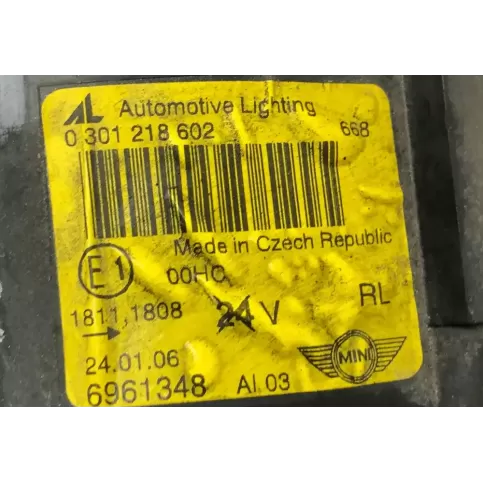 AL Automotive Lighting
0 301 218 602 668
Made in Czech Republic
E1 00HC
RL
1811,1808 24 V
24.01.06
MINI
6961348 AI.03